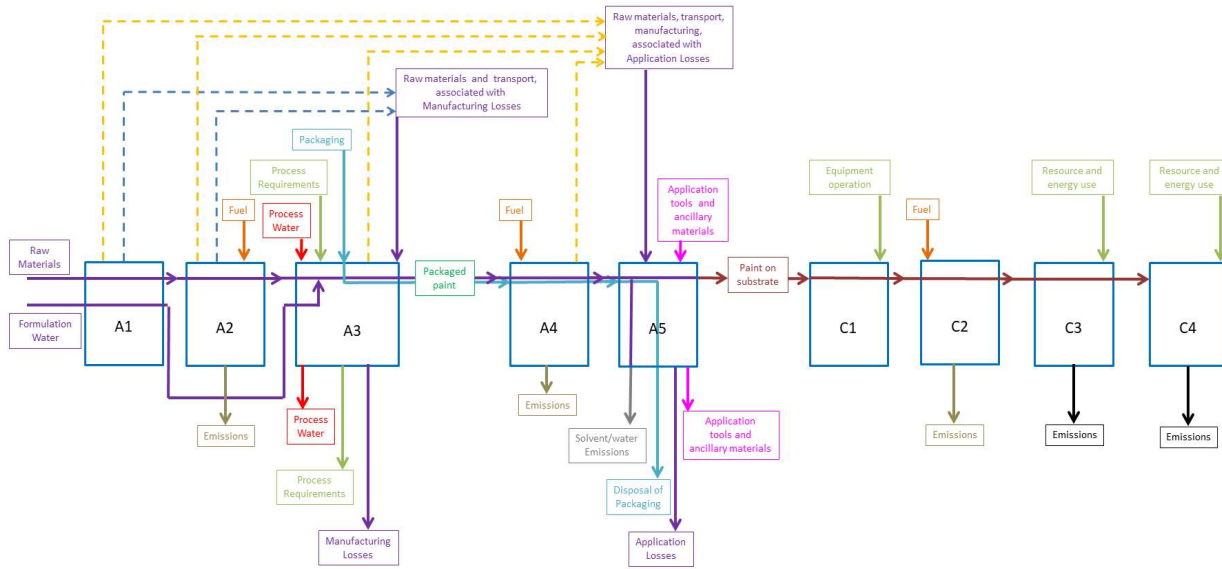 Raw materials, transport,
manufacturing,
associated with
Application Losses
Raw materials and transport,
associated with
Manufacturing Losses
Packaging
Process
Requirements
Fuel
Process
Water
Fuel
Application
tools and
ancillary
materials
Equipment
operation
Fuel
Resource and
energy use
Resource and
energy use
Raw
Materials
Formulation
Water
A1
A2
A3
Packaged
paint
A4
A5
Paint on
substrate
C1
C2
C3
C4
Emissions
Process
Water
Process
Requirements
Manufacturing
Losses
Emissions
Solvent/water
Emissions
Application
tools and
ancillary materials
Disposal of
Packaging
Application
Losses
Emissions
Emissions
Emissions